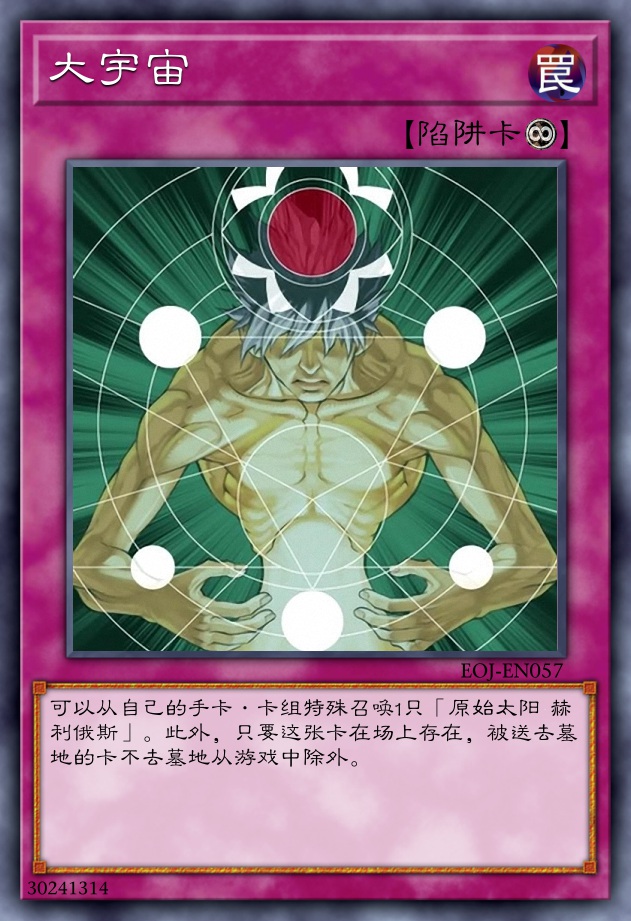 大宇宙
罠
【陷阱卡♾】
EOJ-EN057
可以从自己的手卡·卡组特殊召唤1只「原始太阳 赫
利俄斯」。此外，只要这张卡在场上存在，被送去墓
地的卡不去墓地从游戏中除外。
30241314